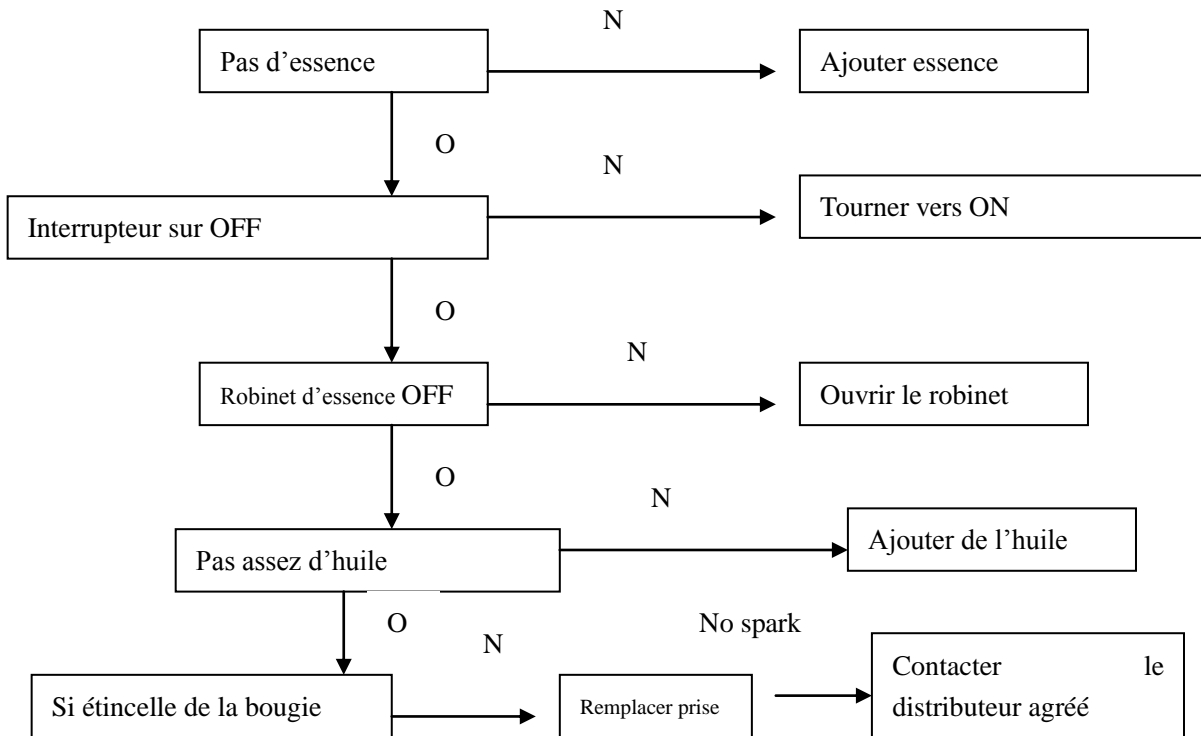 N
Pas d’essence
Ajouter essence
O
N
Interrupteur sur OFF
Tourner vers ON
O
N
Robinet d’essence OFF
Ouvrir le robinet
O
N
Pas assez d’huile
Ajouter de l’huile
O
N
No spark
Si étincelle de la bougie
Remplacer prise
Contacter le
distributeur agréé